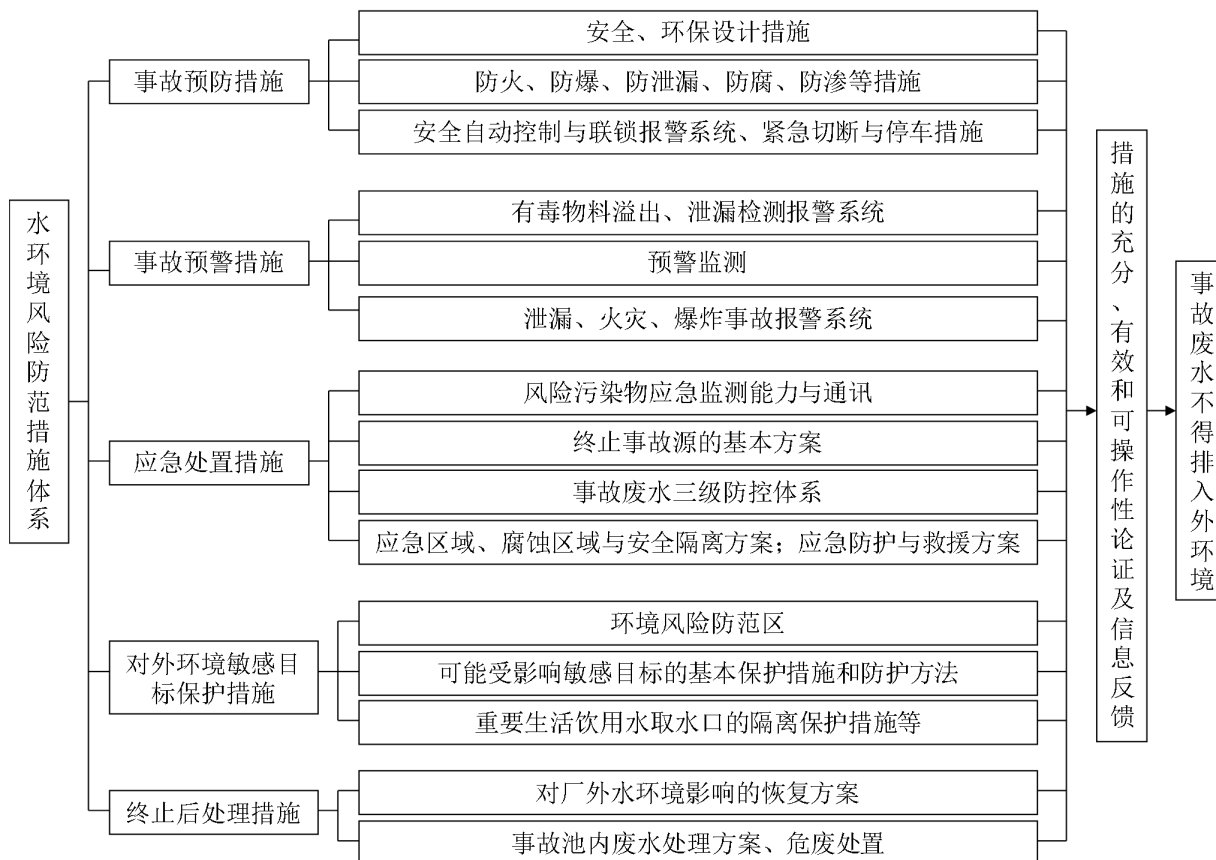 水环境风险防范措施体系
事故预防措施
安全、环保设计措施
防火、防爆、防泄漏、防腐、防渗等措施
安全自动控制与联锁报警系统、紧急切断与停车措施
事故预警措施
有毒物料溢出、泄漏检测报警系统
预警监测
泄漏、火灾、爆炸事故报警系统
应急处置措施
风险污染物应急监测能力与通讯
终止事故源的基本方案
事故废水三级防控体系
应急区域、腐蚀区域与安全隔离方案；应急防护与救援方案
对外环境敏感目
标保护措施
环境风险防范区
可能受影响敏感目标的基本保护措施和防护方法
重要生活饮用水取水口的隔离保护措施等
终止后处理措施
对厂外水环境影响的恢复方案
事故池内废水处理方案、危废处置
措施的充分、有效和可操作性论证及信息反馈
事故废水不得排入外环境